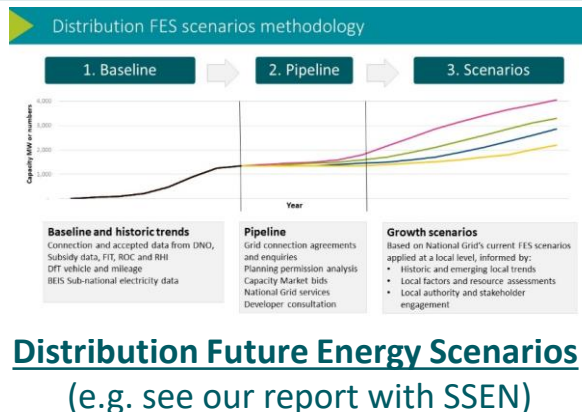 Distribution FES scenarios methodology
1. Baseline
2. Pipeline
3. Scenarios
Capacity MW or numbers
4,000
3,000
2,000
1,000
-
Year
Baseline and historic trends
Connection and accepted data from DNO,
Subsidy data, FIT, ROC and RHI
DfT vehicle and mileage
BEIS Sub-national electricity data
Pipeline
Grid connection agreements
and enquiries
Planning permission analysis
Capacity Market bids
National Grid services
Developer consultation
Growth scenarios
Based on National Grid's current FES scenarios
applied at a local level, informed by:
• Historic and emerging local trends
• Local factors and resource assessments
• Local authority and stakeholder
engagement
Distribution Future Energy Scenarios
(e.g. see our report with SSEN)